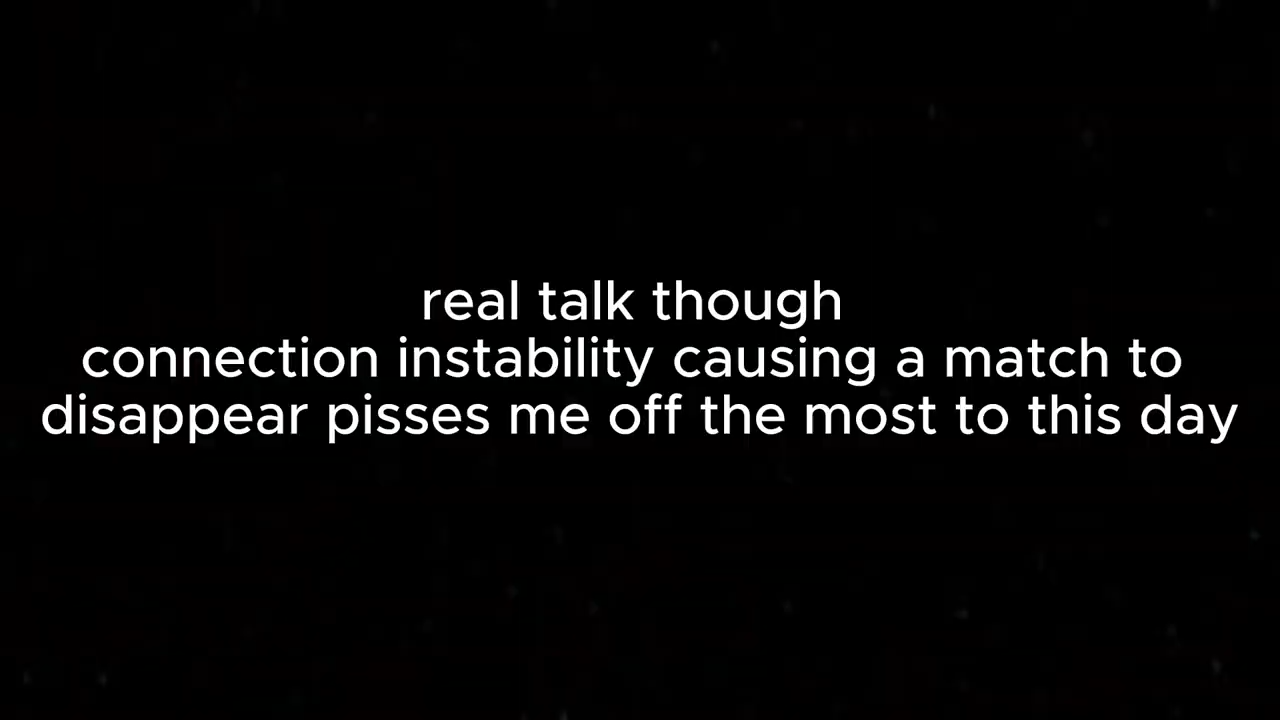 real talk though
connection instability causing a match to
disappear pisses me off the most to this day